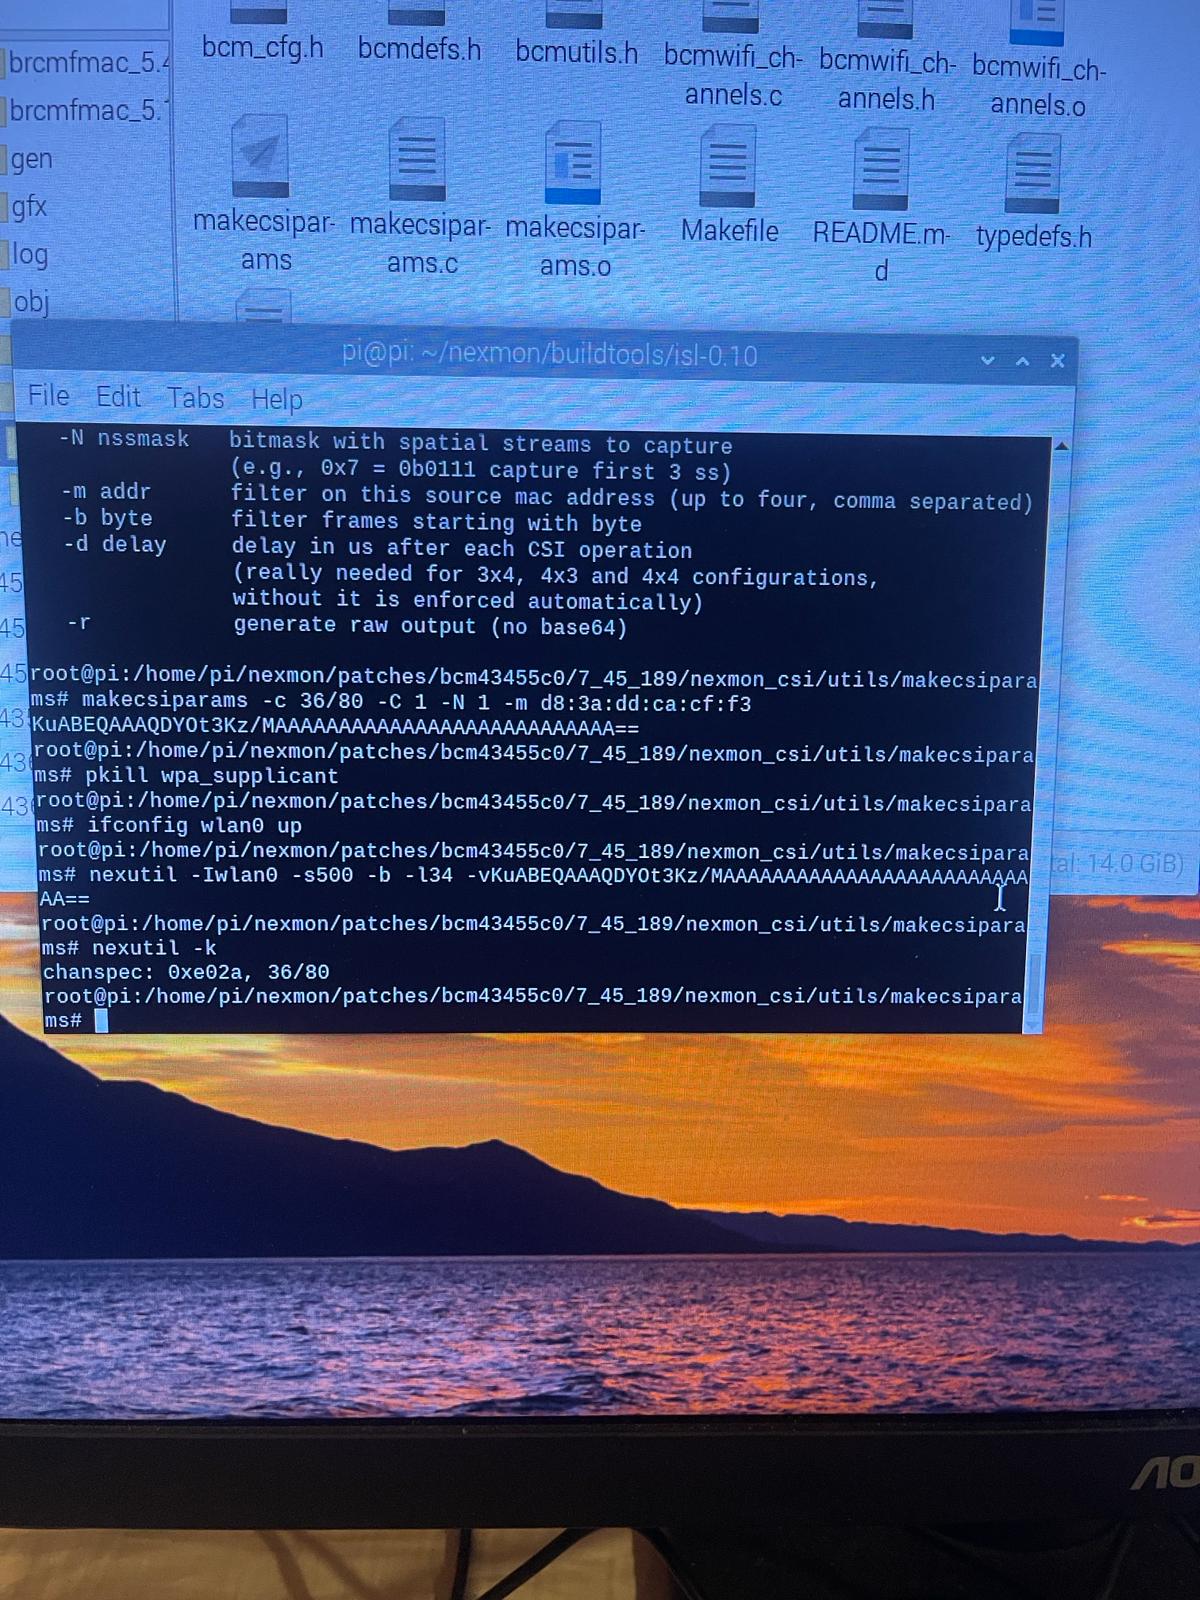 brcmfmac_5.4
brcmfmac_5.
gen
gfx
log
obj
bcm_cfg.h
bcmdefs.h
bcmutils.h
bcmwifi_ch-
annels.c
bcmwifi_ch-
annels.h
bcmwifi_ch-
annels.o
makecsipar-
ams
makecsipar-
ams.c
makecsipar-
ams.o
Makefile
README.m-
d
typedefs.h
pi@pi: ~/nexmon/buildtools/isl-0.10
File Edit Tabs Help
-N nssmask bitmask with spatial streams to capture
(e.g., 0x7 = 0b0111 capture first 3 ss)
-m addr filter on this source mac address (up to four, comma separated)
-b byte filter frames starting with byte
-d delay delay in us after each CSI operation
(really needed for 3x4, 4x3 and 4x4 configurations,
without it is enforced automatically)
-r generate raw output (no base64)
root@pi:/home/pi/nexmon/patches/bcm43455c0/7_45_189/nexmon_csi/utils/makecsipara
ms# makecsiparams -c 36/80 -C 1 -N 1 -m d8:3a:dd:ca:cf:f3
KuABEQAAAQDYOt3Kz/MAAAAAAAAAAAAAAAAAAAAAAAAAAA==
root@pi:/home/pi/nexmon/patches/bcm43455c0/7_45_189/nexmon_csi/utils/makecsipara
ms# pkill wpa_supplicant
root@pi:/home/pi/nexmon/patches/bcm43455c0/7_45_189/nexmon_csi/utils/makecsipara
ms# ifconfig wlan0 up
root@pi:/home/pi/nexmon/patches/bcm43455c0/7_45_189/nexmon_csi/utils/makecsipara
ms# nexutil -Iwlan0 -s500 -b -l34 -vKuABEQAAAQDYOt3Kz/MAAAAAAAAAAAAAAAAAAAAAAAAAA
AA==
root@pi:/home/pi/nexmon/patches/bcm43455c0/7_45_189/nexmon_csi/utils/makecsipara
ms# nexutil -k
chanspec: 0xe02a, 36/80
root@pi:/home/pi/nexmon/patches/bcm43455c0/7_45_189/nexmon_csi/utils/makecsipara
ms#
tal: 14.0 GiB)
AO